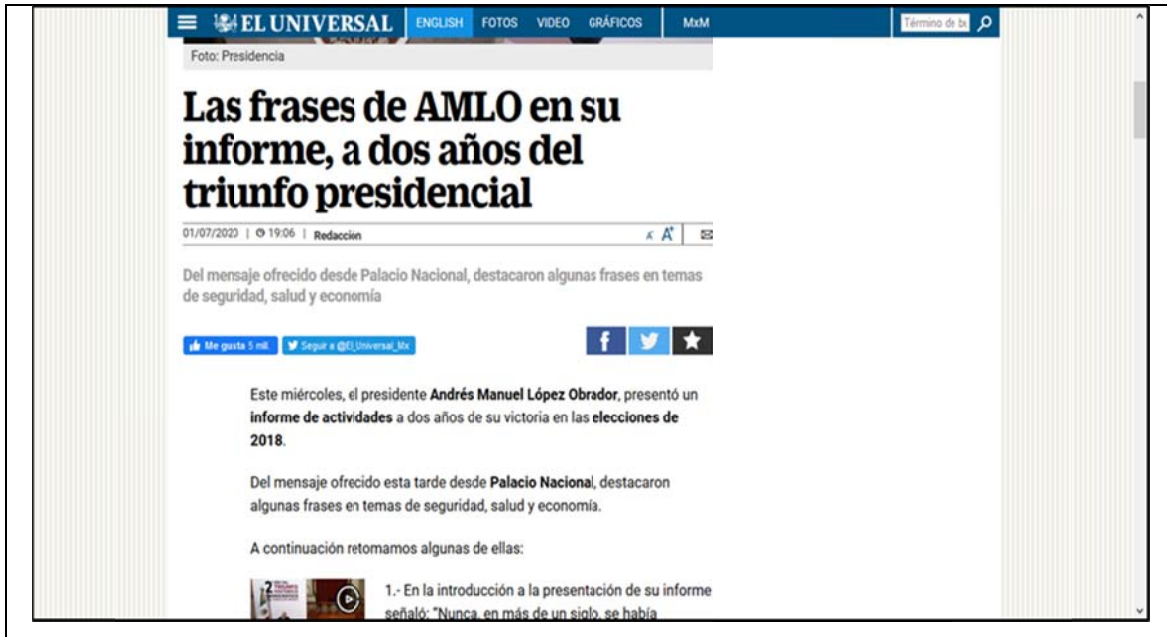 EL UNIVERSAL ENGLISH FOTOS VIDEO GRÁFICOS MxM Término de bú
Foto: Presidencia
Las frases de AMLO en su
informe, a dos años del
triunfo presidencial
01/07/2020 | 19:06 | Redacción A A+
Del mensaje ofrecido desde Palacio Nacional, destacaron algunas frases en temas
de seguridad, salud y economía
Me gusta 5 mil. Seguir a @El_Universal_Mx
Este miércoles, el presidente Andrés Manuel López Obrador, presentó un
informe de actividades a dos años de su victoria en las elecciones de
2018.
Del mensaje ofrecido esta tarde desde Palacio Nacional, destacaron
algunas frases en temas de seguridad, salud y economía.
A continuación retomamos algunas de ellas:
1.- En la introducción a la presentación de su informe
señaló: "Nunca, en más de un siglo, se había